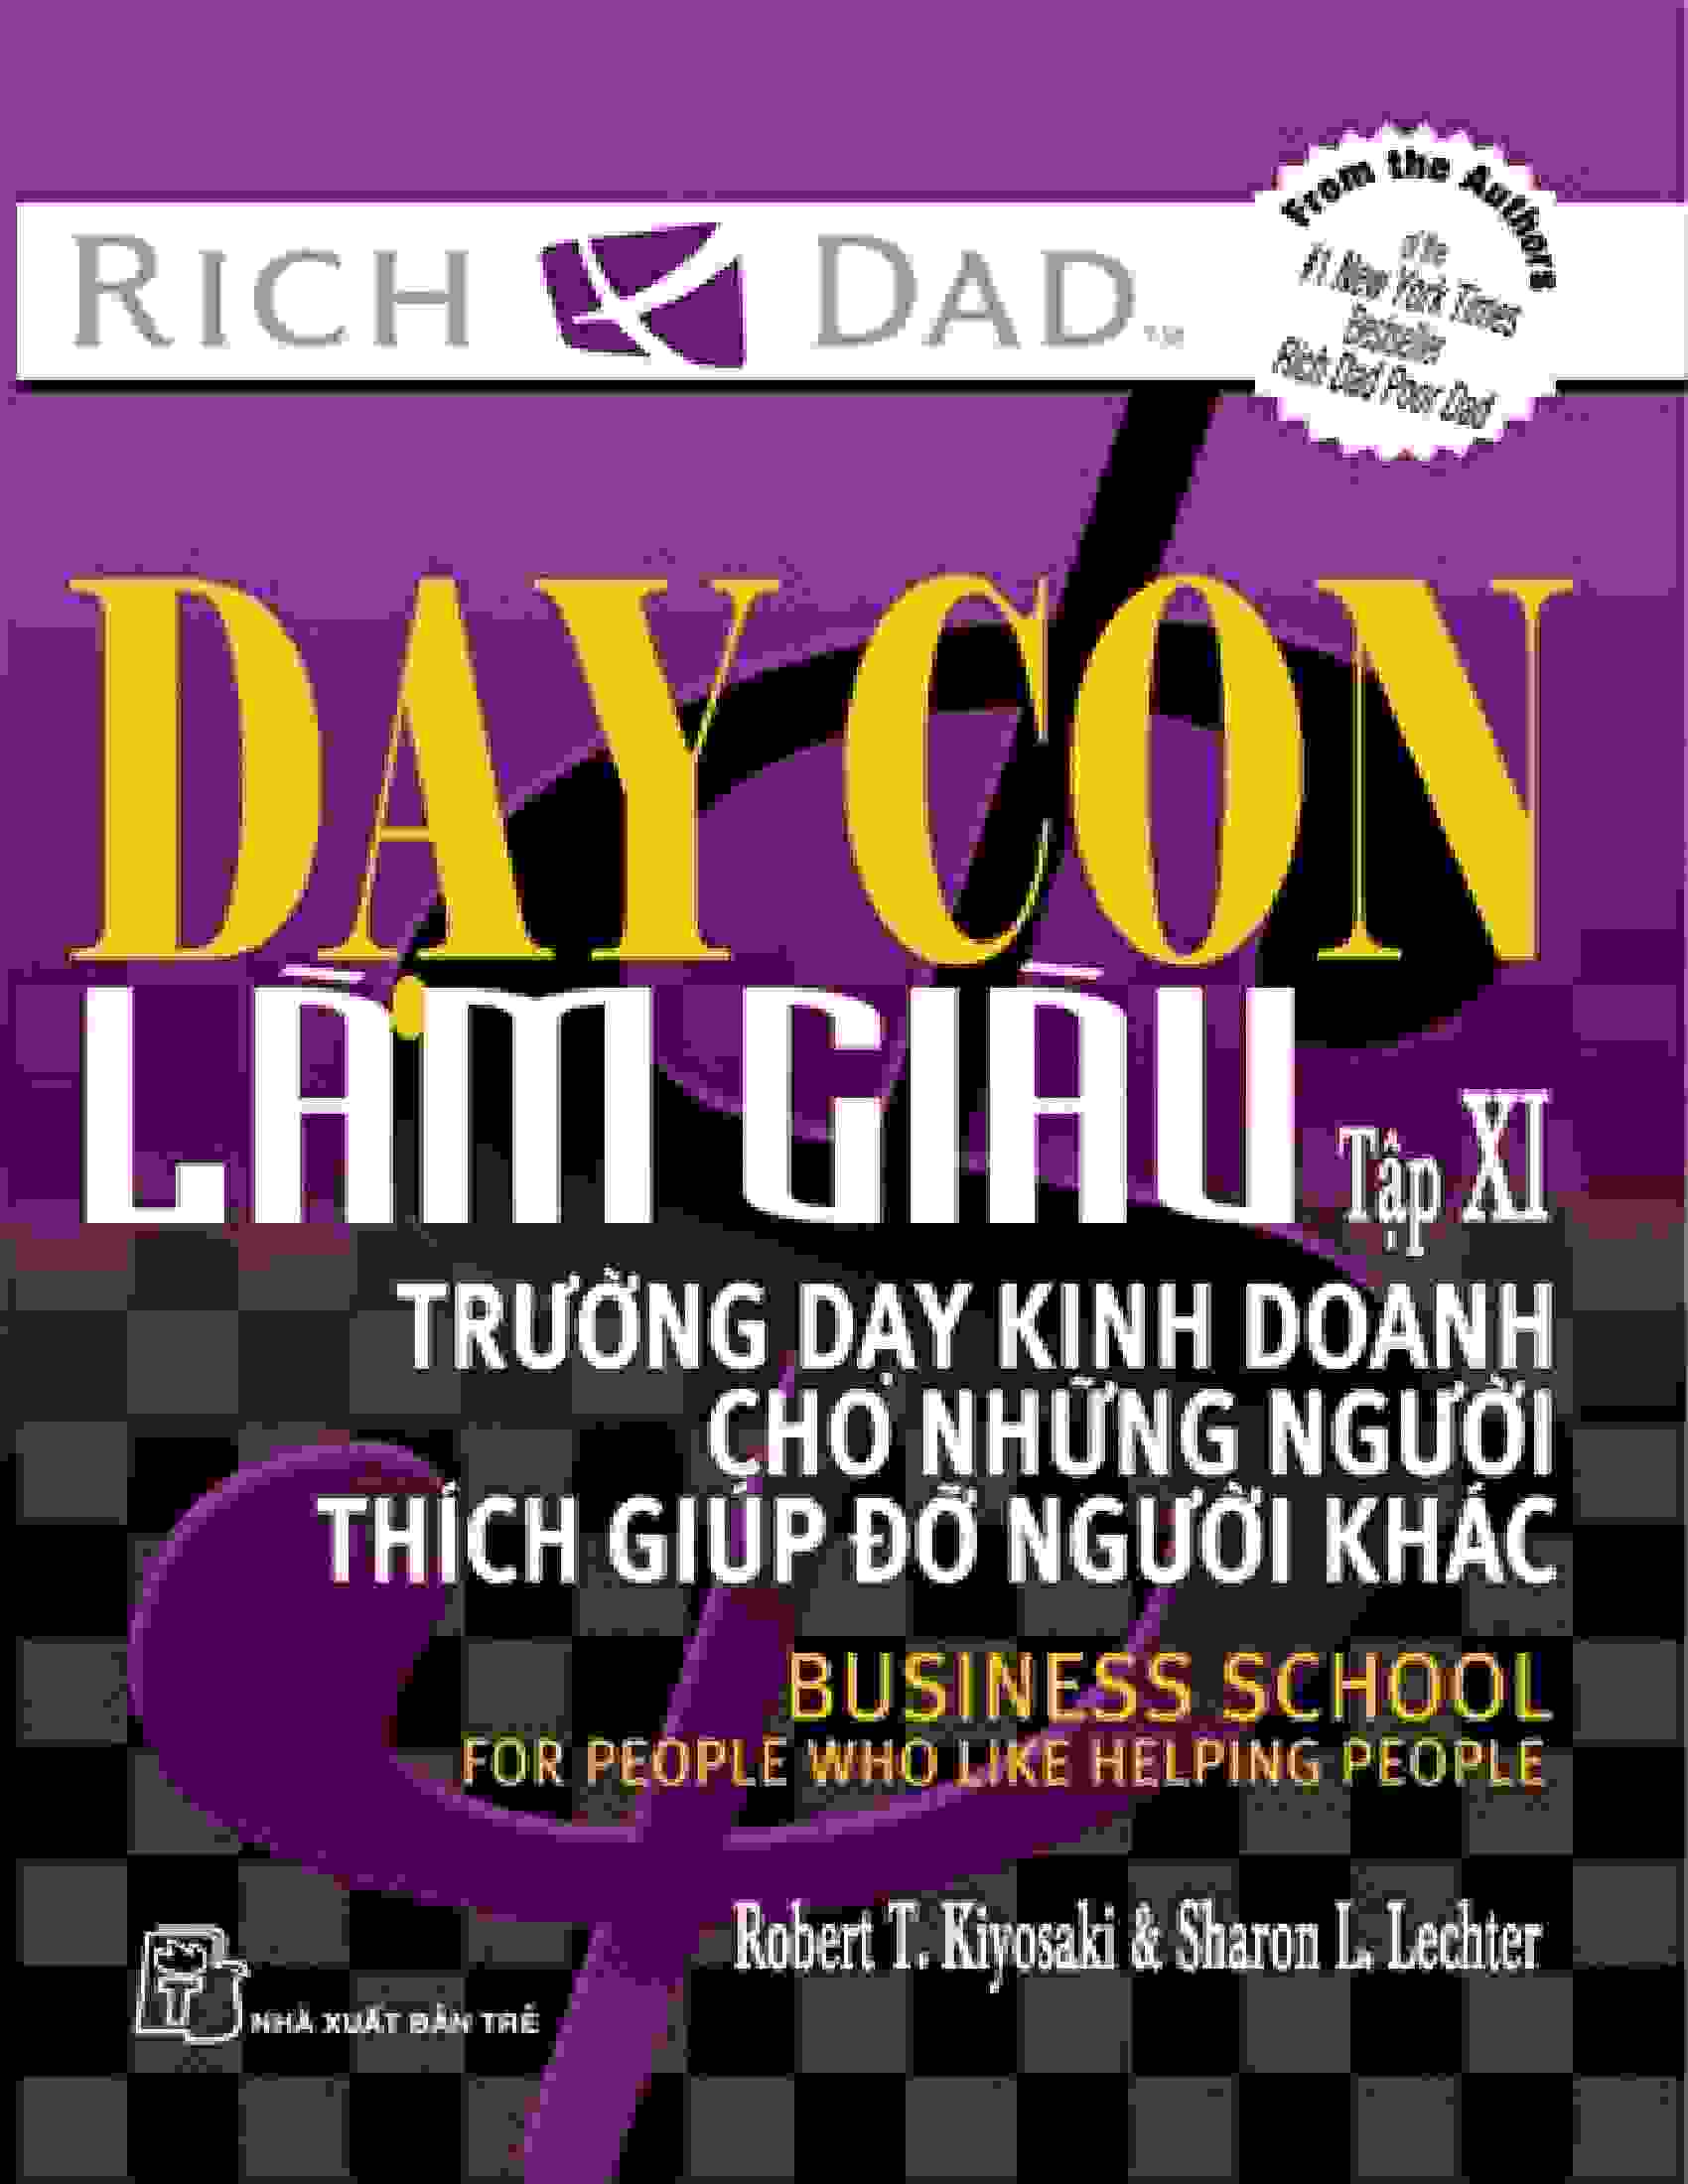 RICH DAD™
From the Authors
of the
#1 New York Times
Bestseller
Rich Dad Poor Dad
DẠY CON
LÀM GIÀU Tập XI
TRƯỜNG DẠY KINH DOANH
CHO NHỮNG NGƯỜI
THÍCH GIÚP ĐỠ NGƯỜI KHÁC
BUSINESS SCHOOL
FOR PEOPLE WHO LIKE HELPING PEOPLE
Robert T. Kiyosaki & Sharon L. Lechter
NHÀ XUẤT BẢN TRẺ